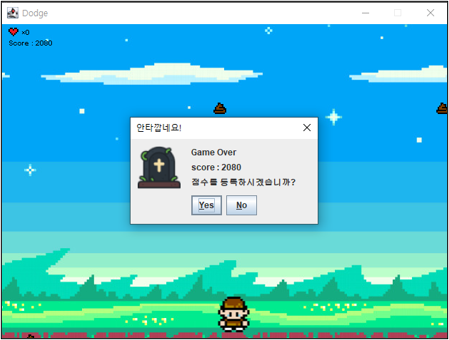 Dodge
×0
Score : 2080
안타깝네요!
Game Over
score : 2080
점수를 등록하시겠습니까?
Yes No